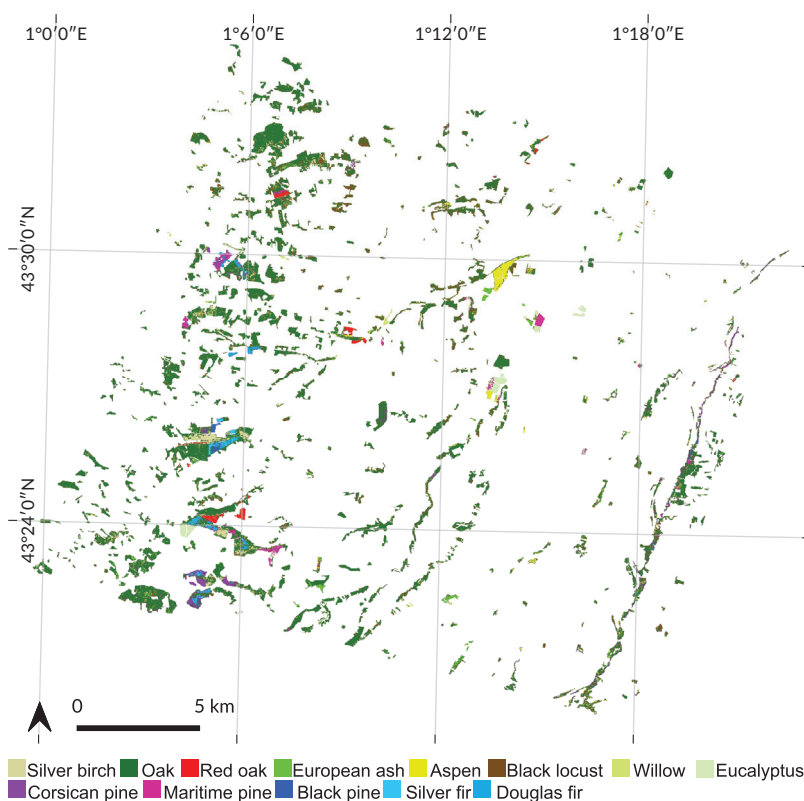 1°0′0″E 1°6′0″E 1°12′0″E 1°18′0″E
43°30′0″N
43°24′0″N
0 5 km
Silver birch Oak Red oak European ash Aspen Black locust Willow Eucalyptus
Corsican pine Maritime pine Black pine Silver fir Douglas fir